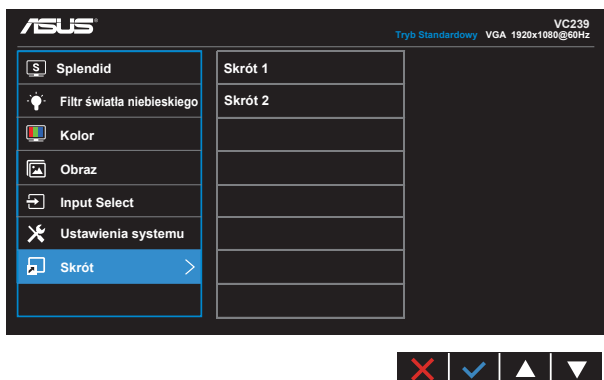 ASUS
VC239
Tryb Standardowy VGA 1920x1080@60Hz
S Splendid
Filtr światła niebieskiego
Kolor
Obraz
Input Select
Ustawienia systemu
Skrót
Skrót 1
Skrót 2